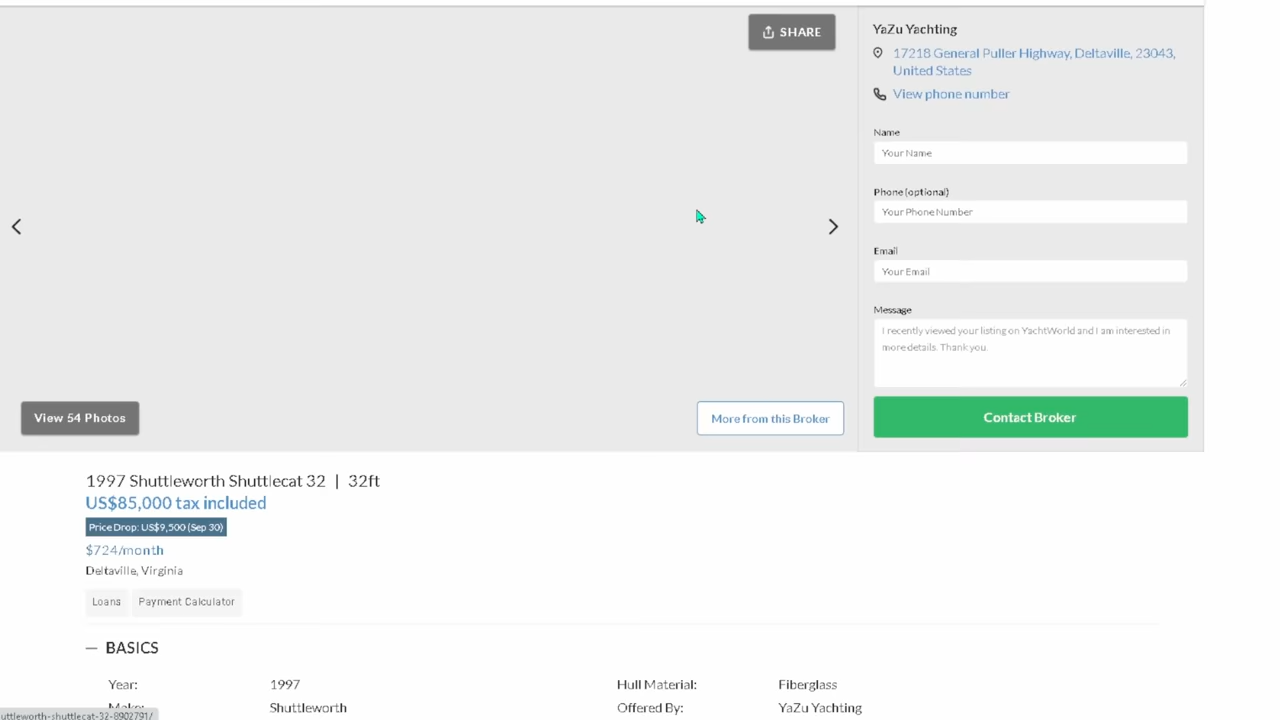 SHARE
View 54 Photos
More from this Broker
YaZu Yachting
17218 General Puller Highway, Deltaville, 23043,
United States
View phone number
Name
Your Name
Phone (optional)
Your Phone Number
Email
Your Email
Message
I recently viewed your listing on YachtWorld and I am interested in
more details. Thank you.
Contact Broker
1997 Shuttleworth Shuttlecat 32 | 32ft
US$85,000 tax included
Price Drop: US$9,500 (Sep 30)
$724/month
Deltaville, Virginia
Loans
Payment Calculator
— BASICS
Year: 1997
Hull Material: Fiberglass
Make: Shuttleworth
Offered By: YaZu Yachting
uttleworth-shuttlecat-32-8902791/